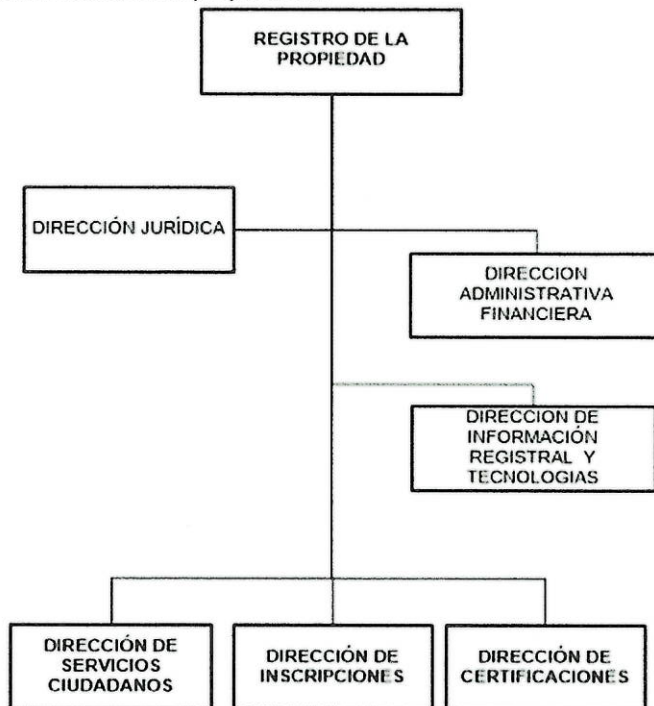 REGISTRO DE LA
PROPIEDAD
DIRECCIÓN JURÍDICA
DIRECCION
ADMINISTRATIVA
FINANCIERA
DIRECCION DE
INFORMACIÓN
REGISTRAL Y
TECNOLOGIAS
DIRECCIÓN DE
SERVICIOS
CIUDADANOS
DIRECCIÓN DE
INSCRIPCIONES
DIRECCIÓN DE
CERTIFICACIONES